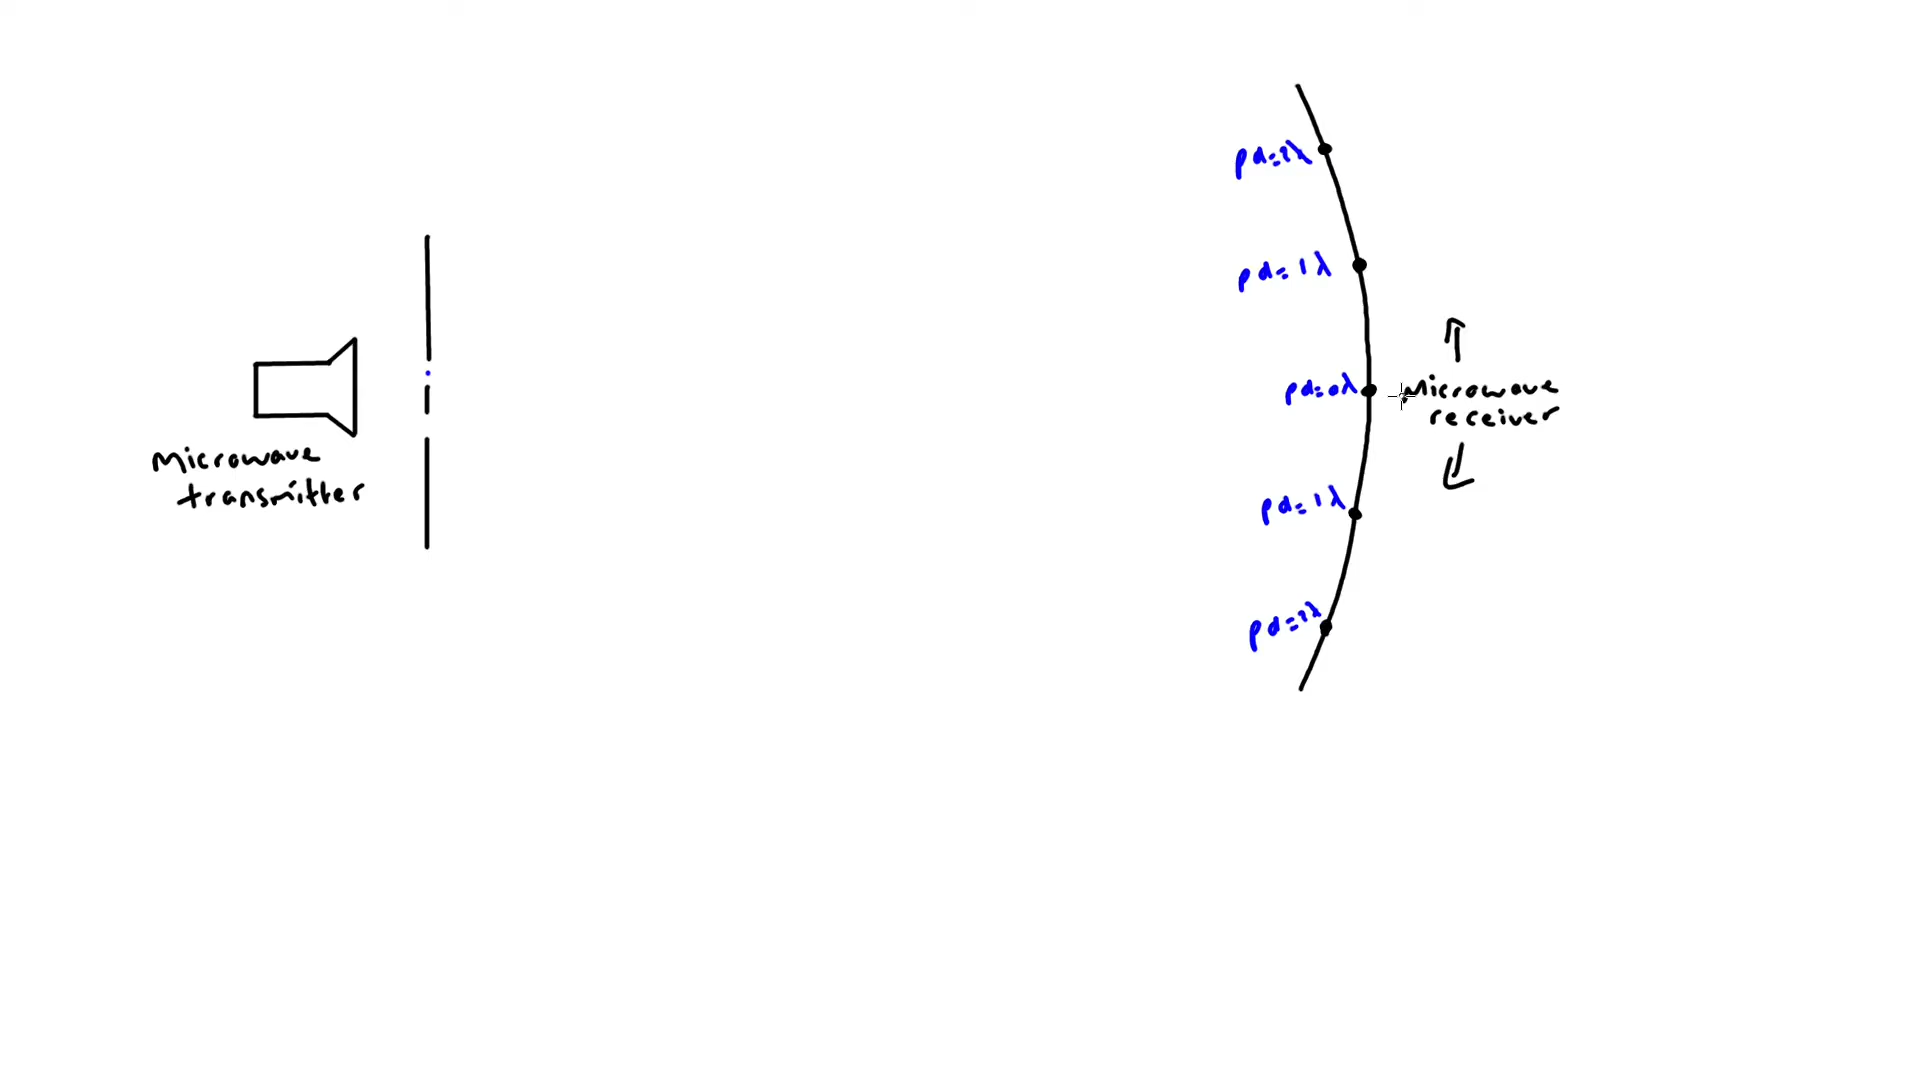 pd=2λ
pd=1λ
pd=0λ
Microwave
receiver
Microwave
transmitter
pd=1λ
pd=2λ